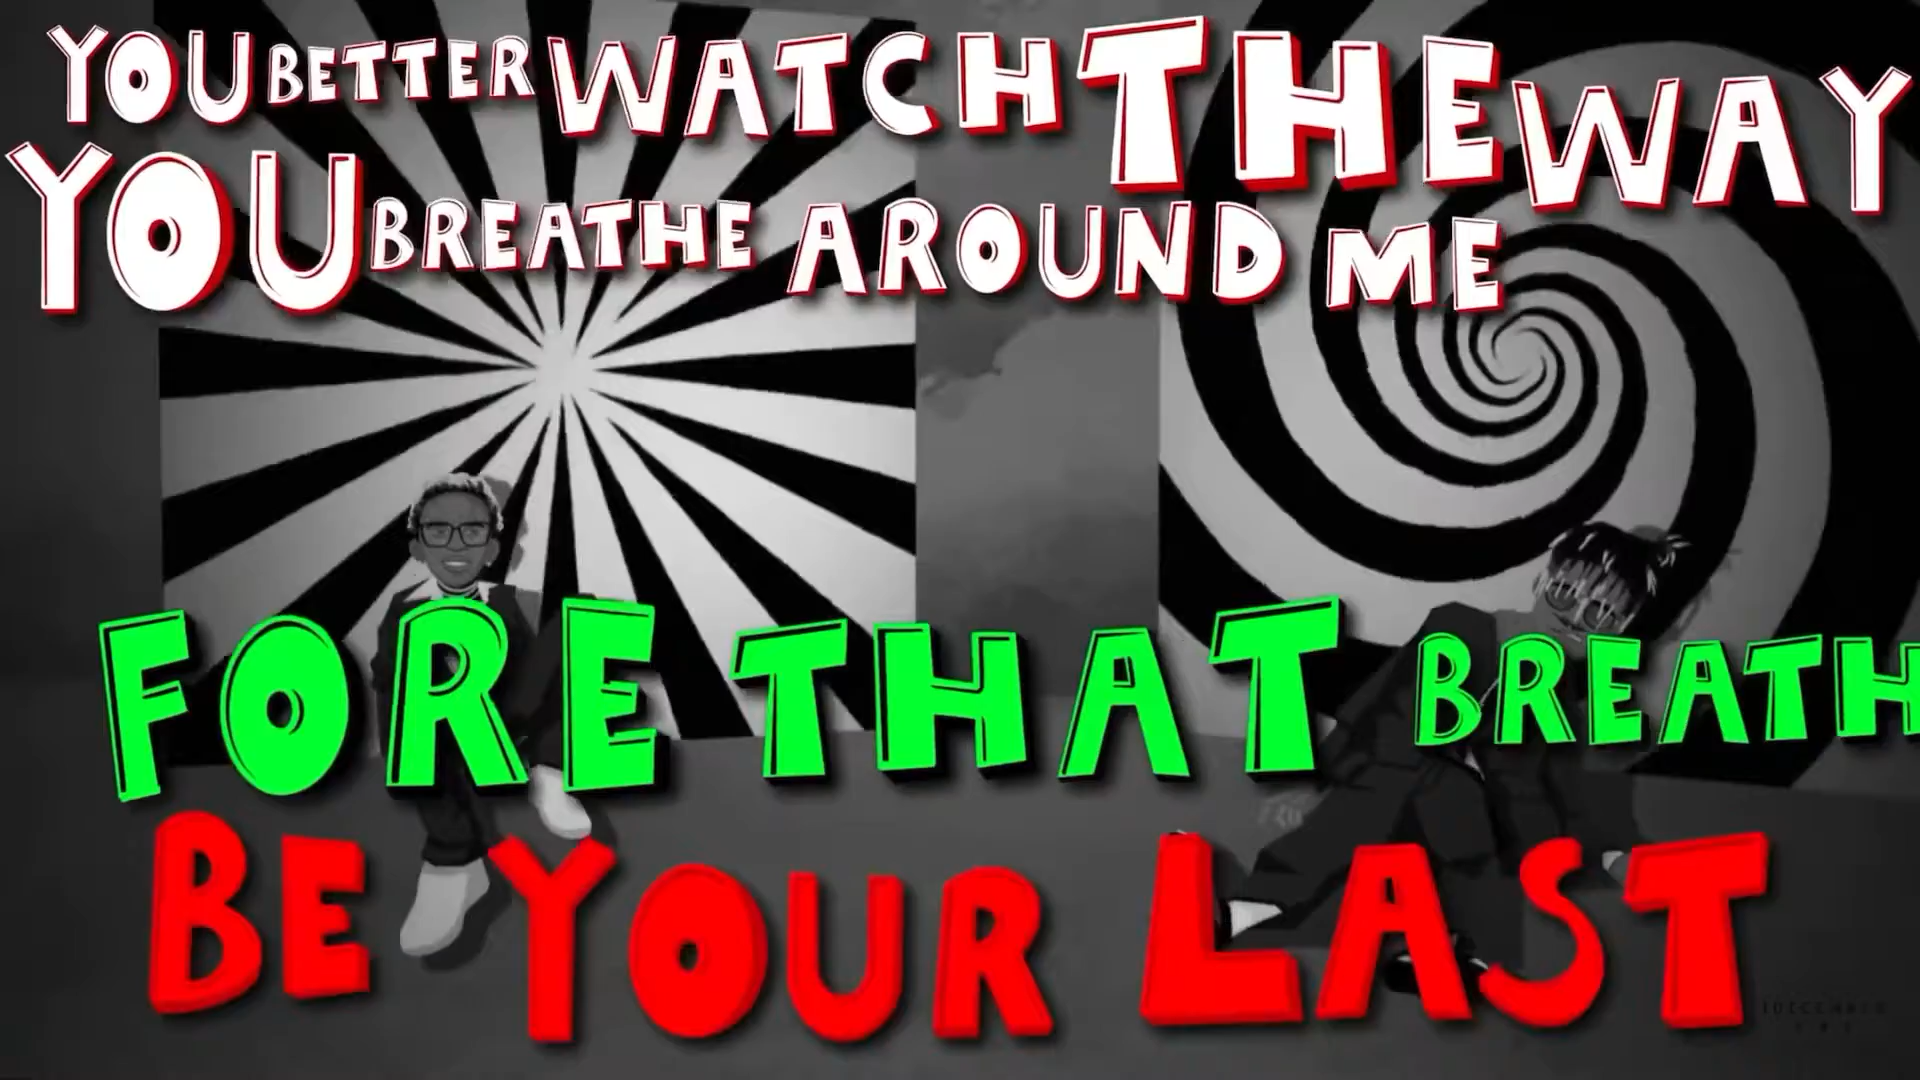 YOU BETTER WATCH THE WAY
YOU BREATHE AROUND ME
FORE THAT BREATH
BE YOUR LAST